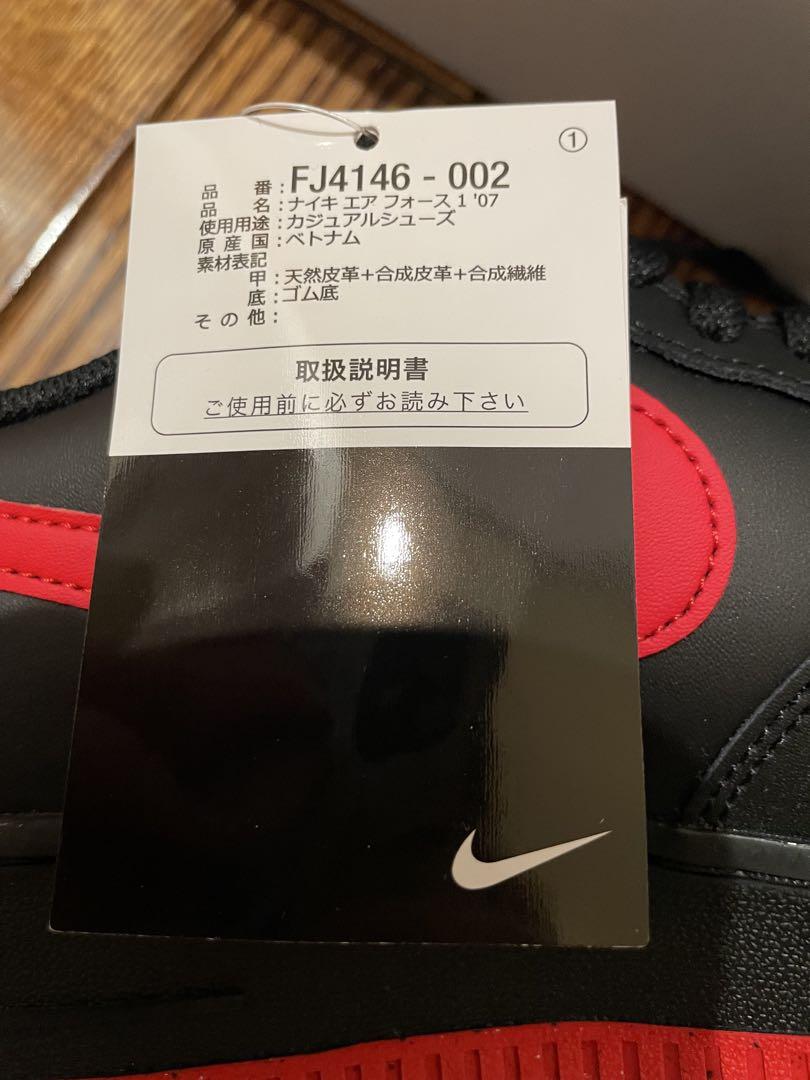 ①
品番：FJ4146 - 002
品名：ナイキ エア フォース 1 '07
使用用途：カジュアルシューズ
原産国：ベトナム
素材表記
甲：天然皮革+合成皮革+合成繊維
底：ゴム底
その他：
取扱説明書
ご使用前に必ずお読み下さい